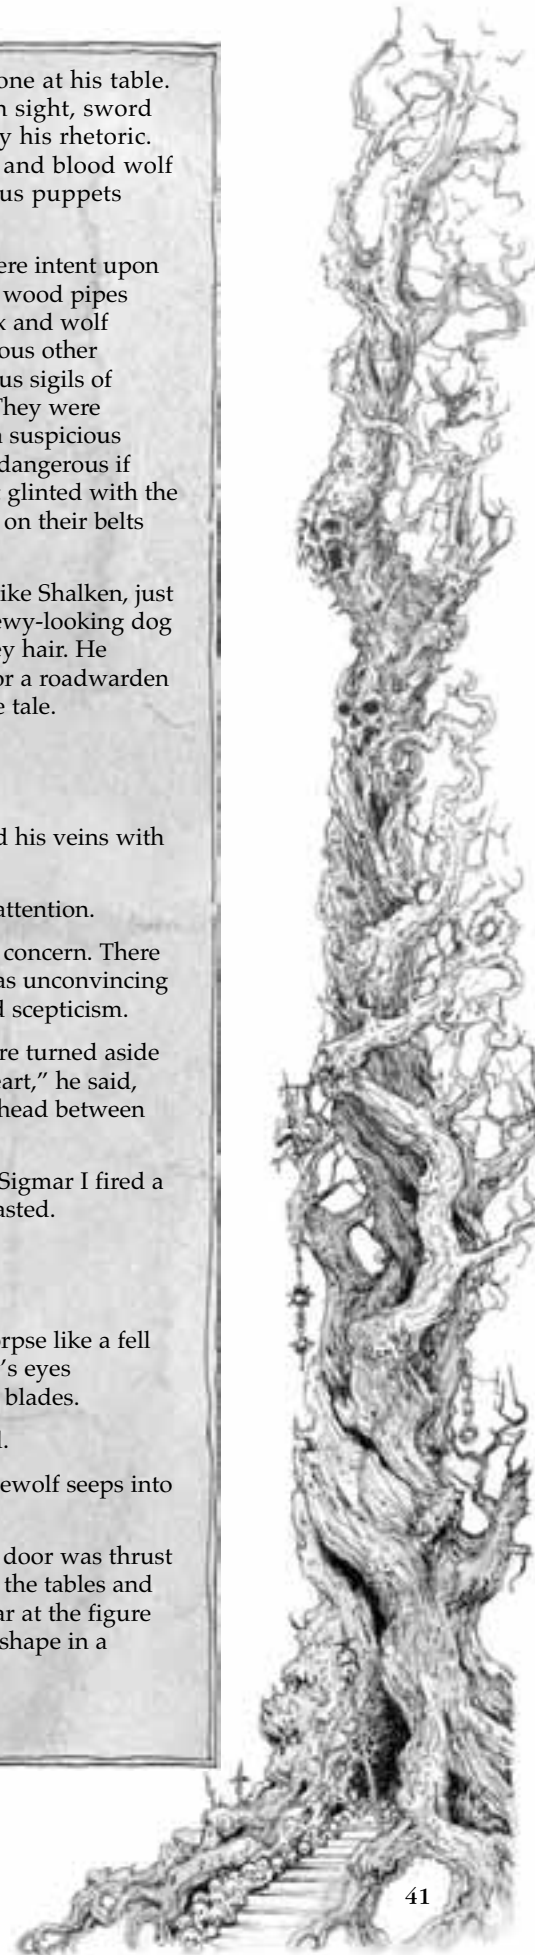 one at his table.
n sight, sword
y his rhetoric.
and blood wolf
us puppets
ere intent upon
wood pipes
x and wolf
ous other
us sigils of
They were
n suspicious
dangerous if
glinted with the
on their belts
ike Shalken, just
ewy-looking dog
ey hair. He
or a roadwarden
e tale.
d his veins with
attention.
concern. There
as unconvincing
d scepticism.
re turned aside
eart,” he said,
head between
Sigmar I fired a
asted.
orpse like a fell
’s eyes
blades.
l.
ewolf seeps into
door was thrust
the tables and
ar at the figure
shape in a
41